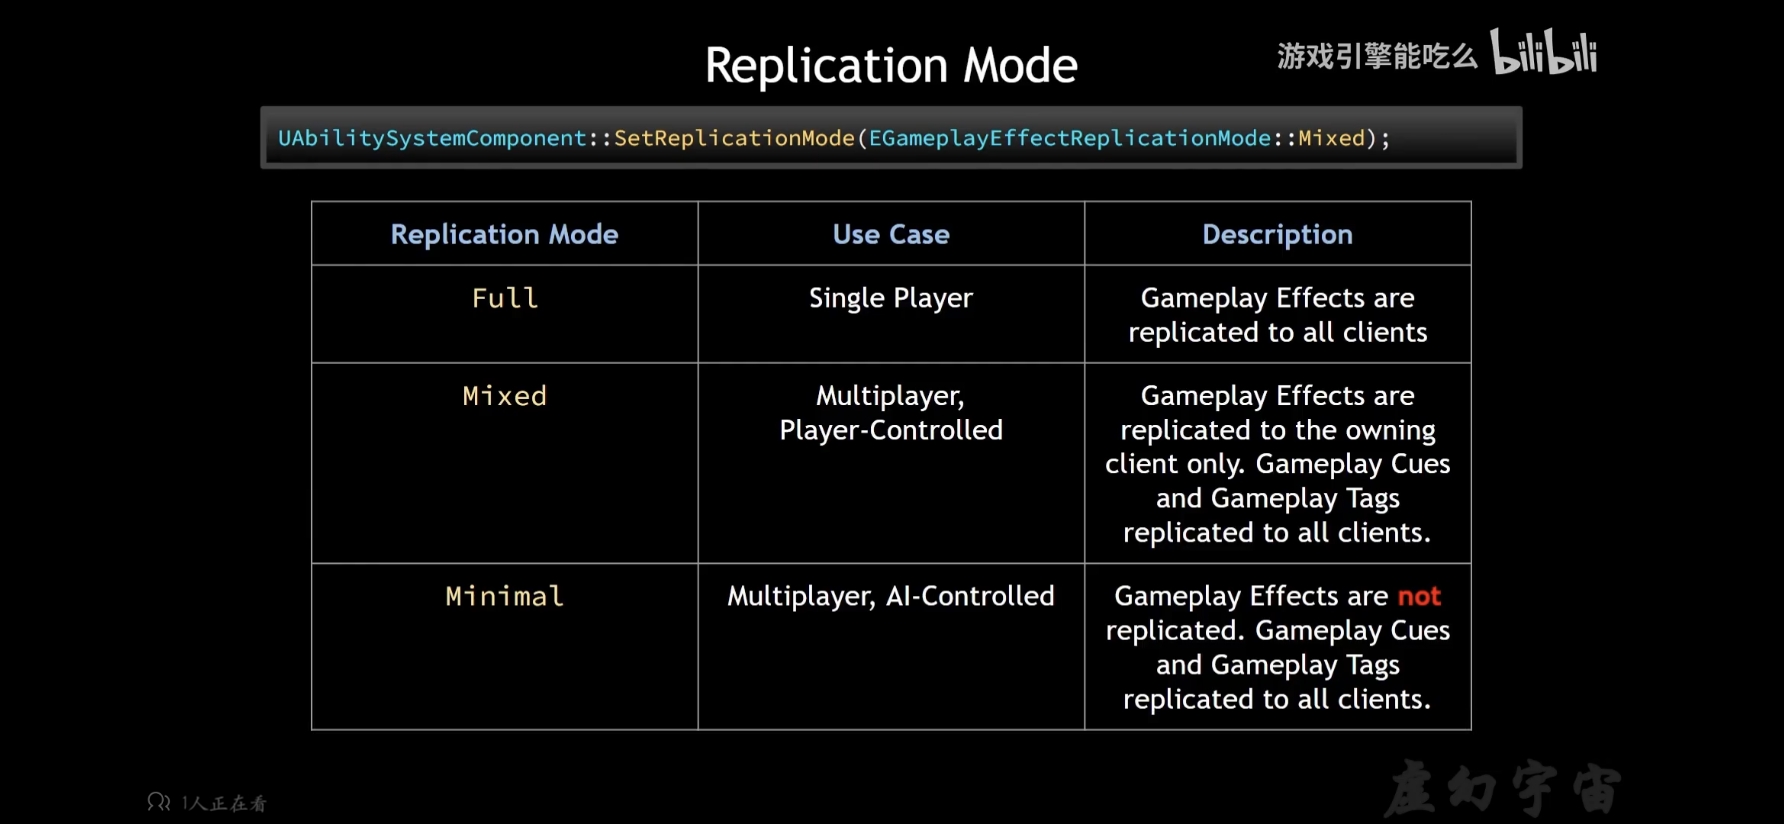 Replication Mode
游戏引擎能吃么 bilibili
UAbilitySystemComponent::SetReplicationMode(EGameplayEffectReplicationMode::Mixed);
Replication Mode
Use Case
Description
Full
Single Player
Gameplay Effects are
replicated to all clients
Mixed
Multiplayer,
Player-Controlled
Gameplay Effects are
replicated to the owning
client only. Gameplay Cues
and Gameplay Tags
replicated to all clients.
Minimal
Multiplayer, AI-Controlled
Gameplay Effects are not
replicated. Gameplay Cues
and Gameplay Tags
replicated to all clients.
1人正在看
虚幻宇宙